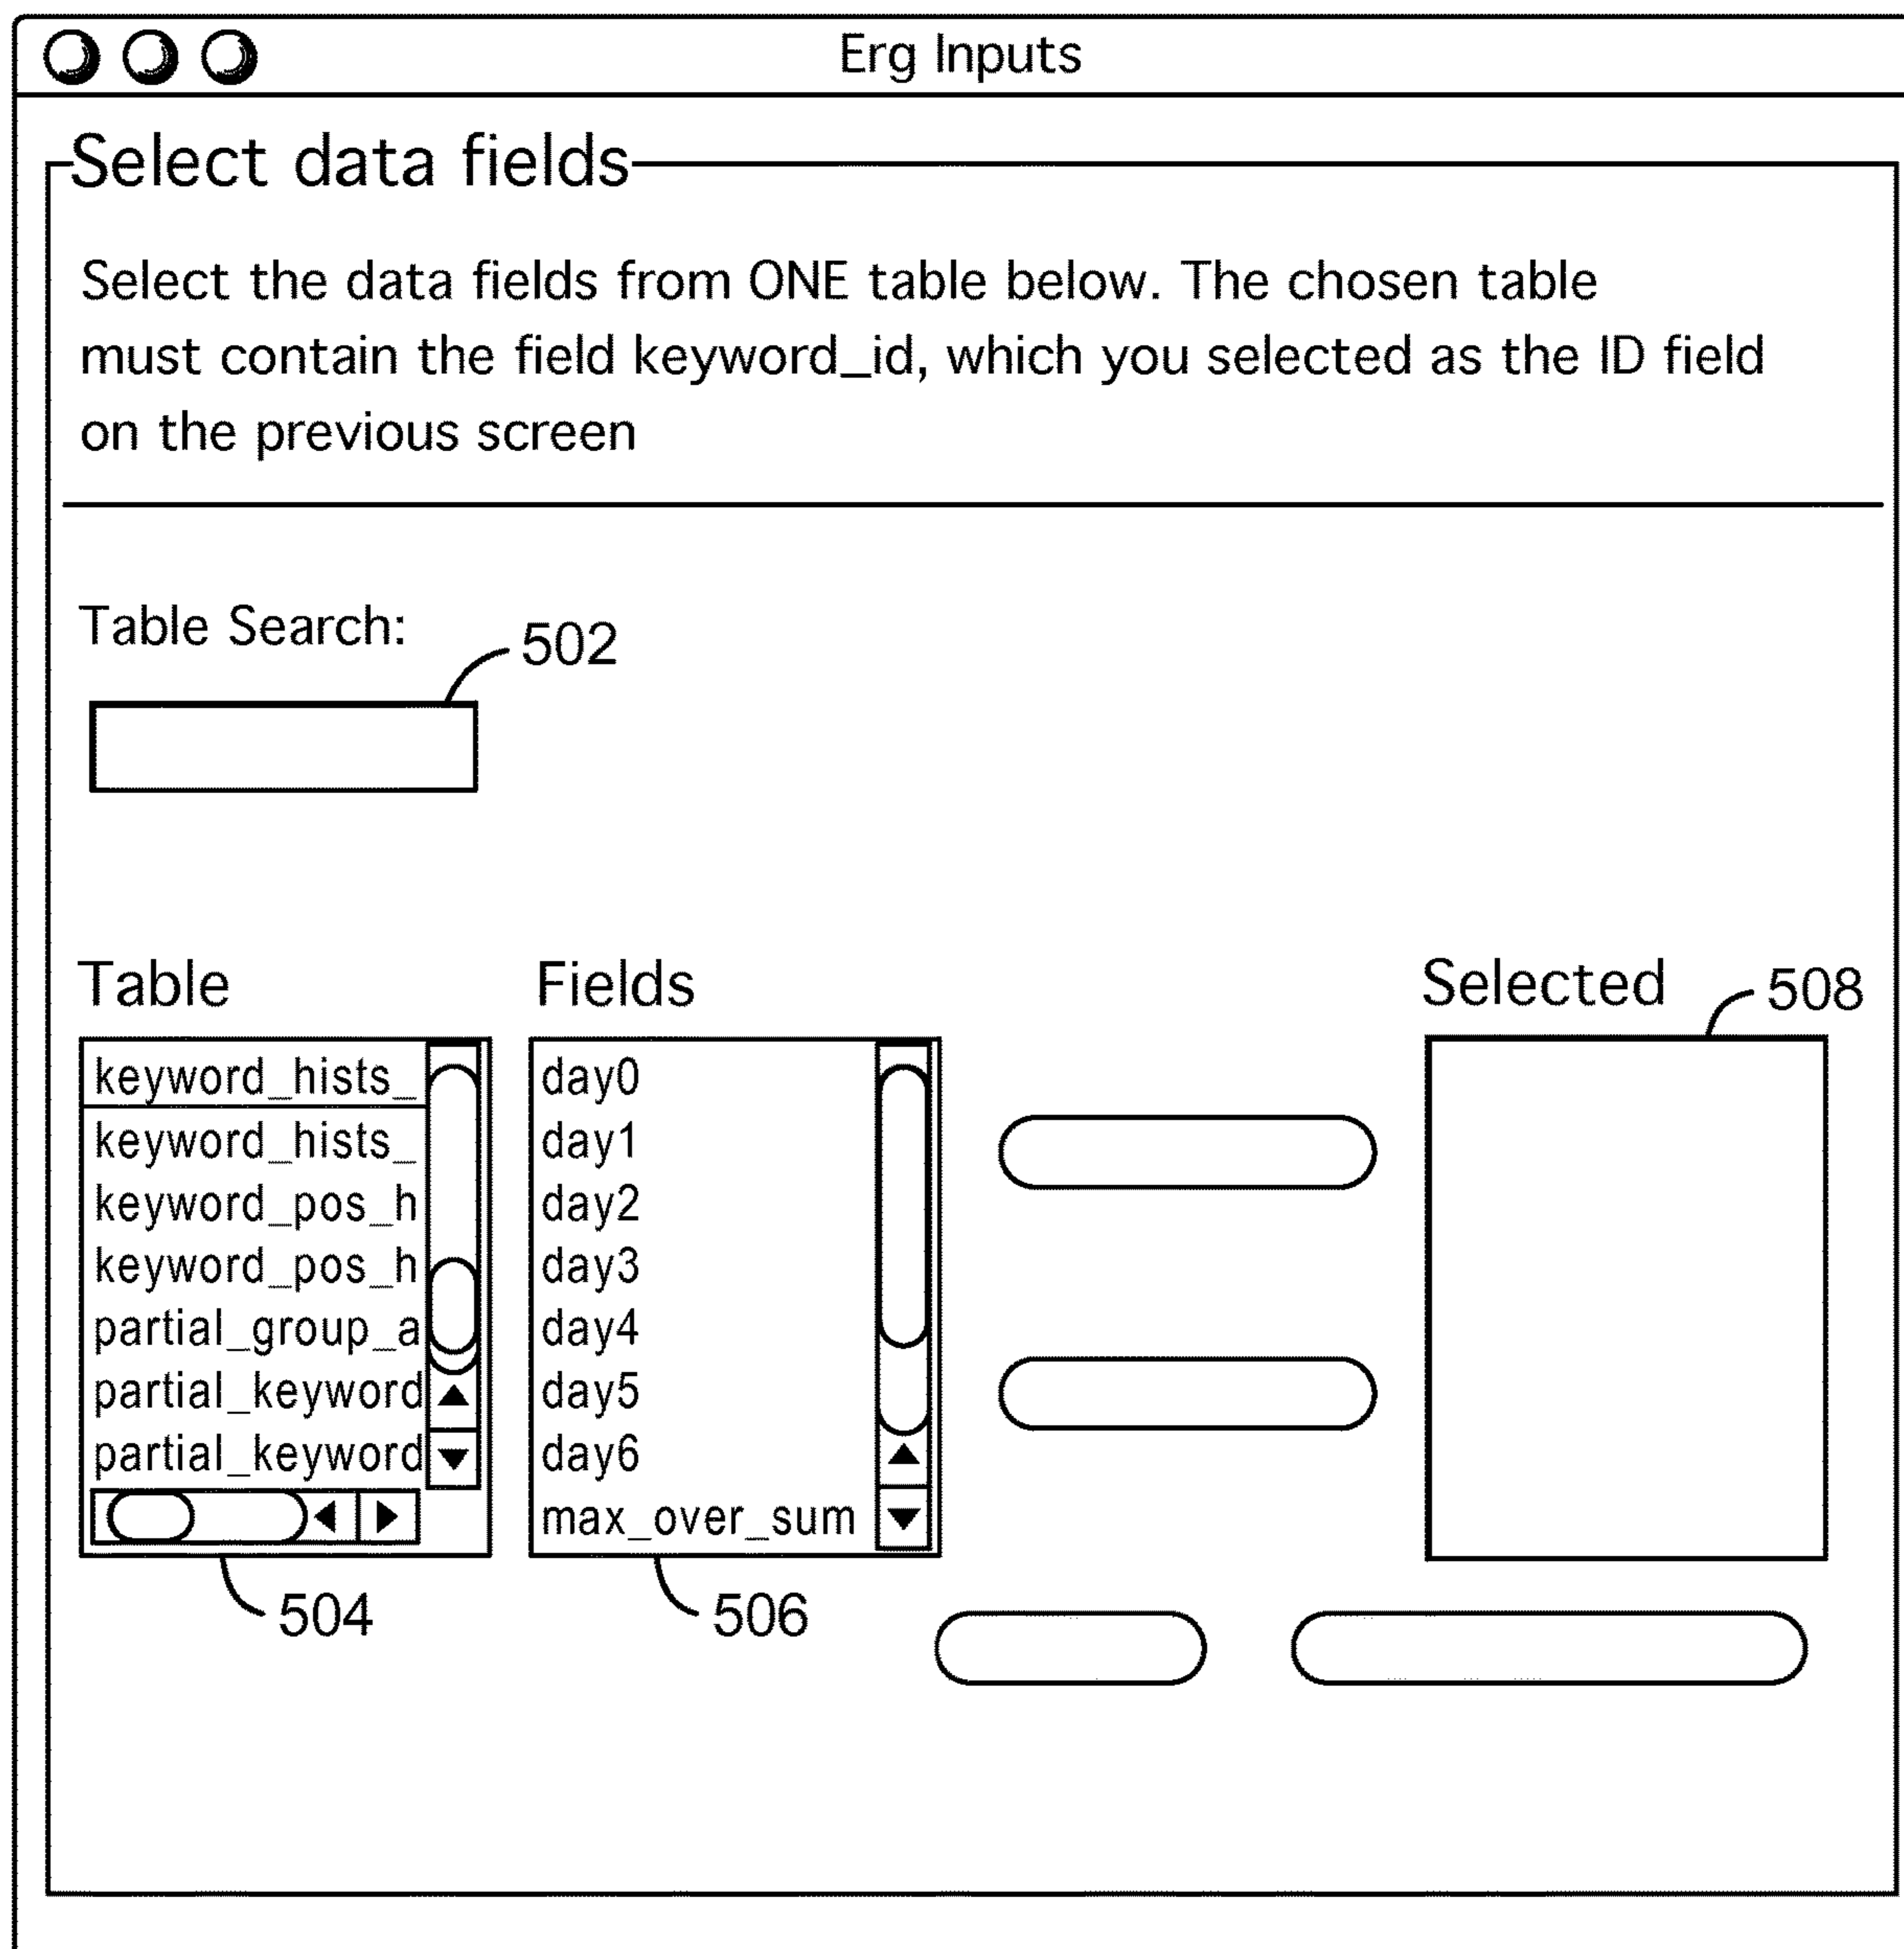 Erg Inputs
Select data fields
Select the data fields from ONE table below. The chosen table
must contain the field keyword_id, which you selected as the ID field
on the previous screen
Table Search:
502
Table
Fields
Selected
508
keyword_hists_
keyword_hists_
keyword_pos_h
keyword_pos_h
partial_group_a
partial_keyword
partial_keyword
day0
day1
day2
day3
day4
day5
day6
max_over_sum
504
506